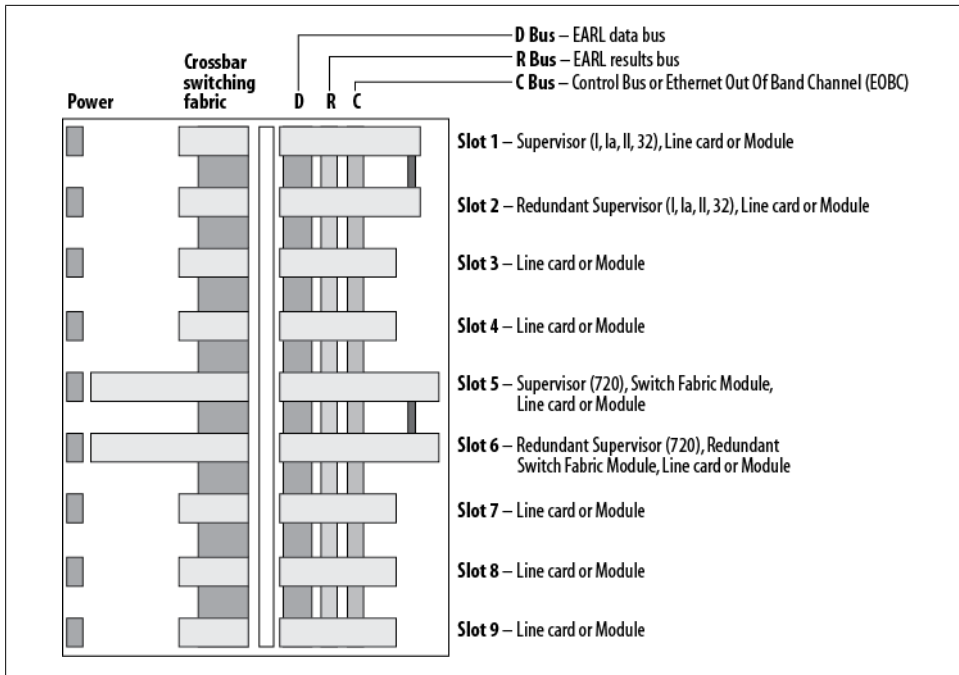 D Bus – EARL data bus
R Bus – EARL results bus
C Bus – Control Bus or Ethernet Out Of Band Channel (EOBC)
Power
Crossbar
switching
fabric
D R C
Slot 1 – Supervisor (I, Ia, II, 32), Line card or Module
Slot 2 – Redundant Supervisor (I, Ia, II, 32), Line card or Module
Slot 3 – Line card or Module
Slot 4 – Line card or Module
Slot 5 – Supervisor (720), Switch Fabric Module,
Line card or Module
Slot 6 – Redundant Supervisor (720), Redundant
Switch Fabric Module, Line card or Module
Slot 7 – Line card or Module
Slot 8 – Line card or Module
Slot 9 – Line card or Module